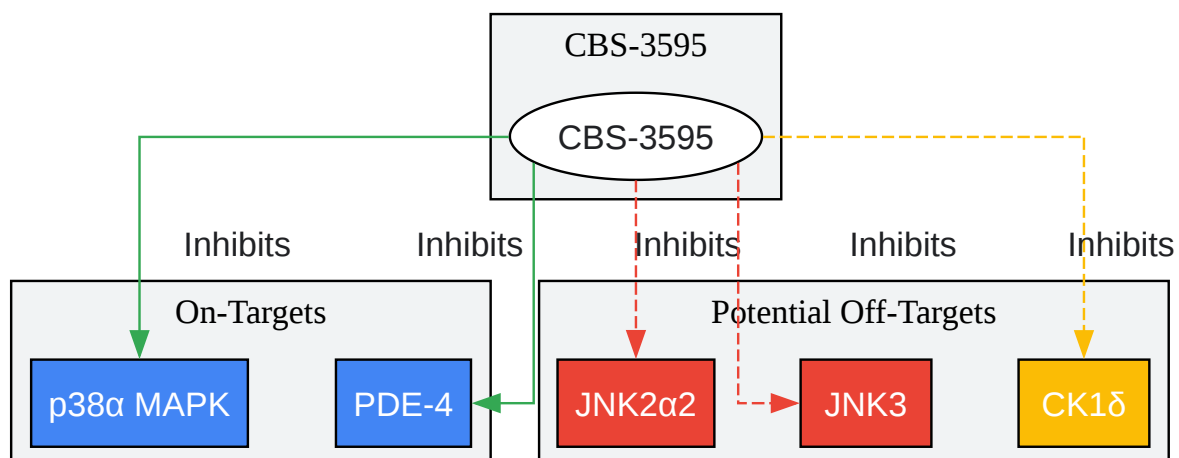 CBS-3595
CBS-3595
Inhibits
Inhibits
Inhibits
Inhibits
Inhibits
On-Targets
Potential Off-Targets
p38α MAPK
PDE-4
JNK2α2
JNK3
CK1δ